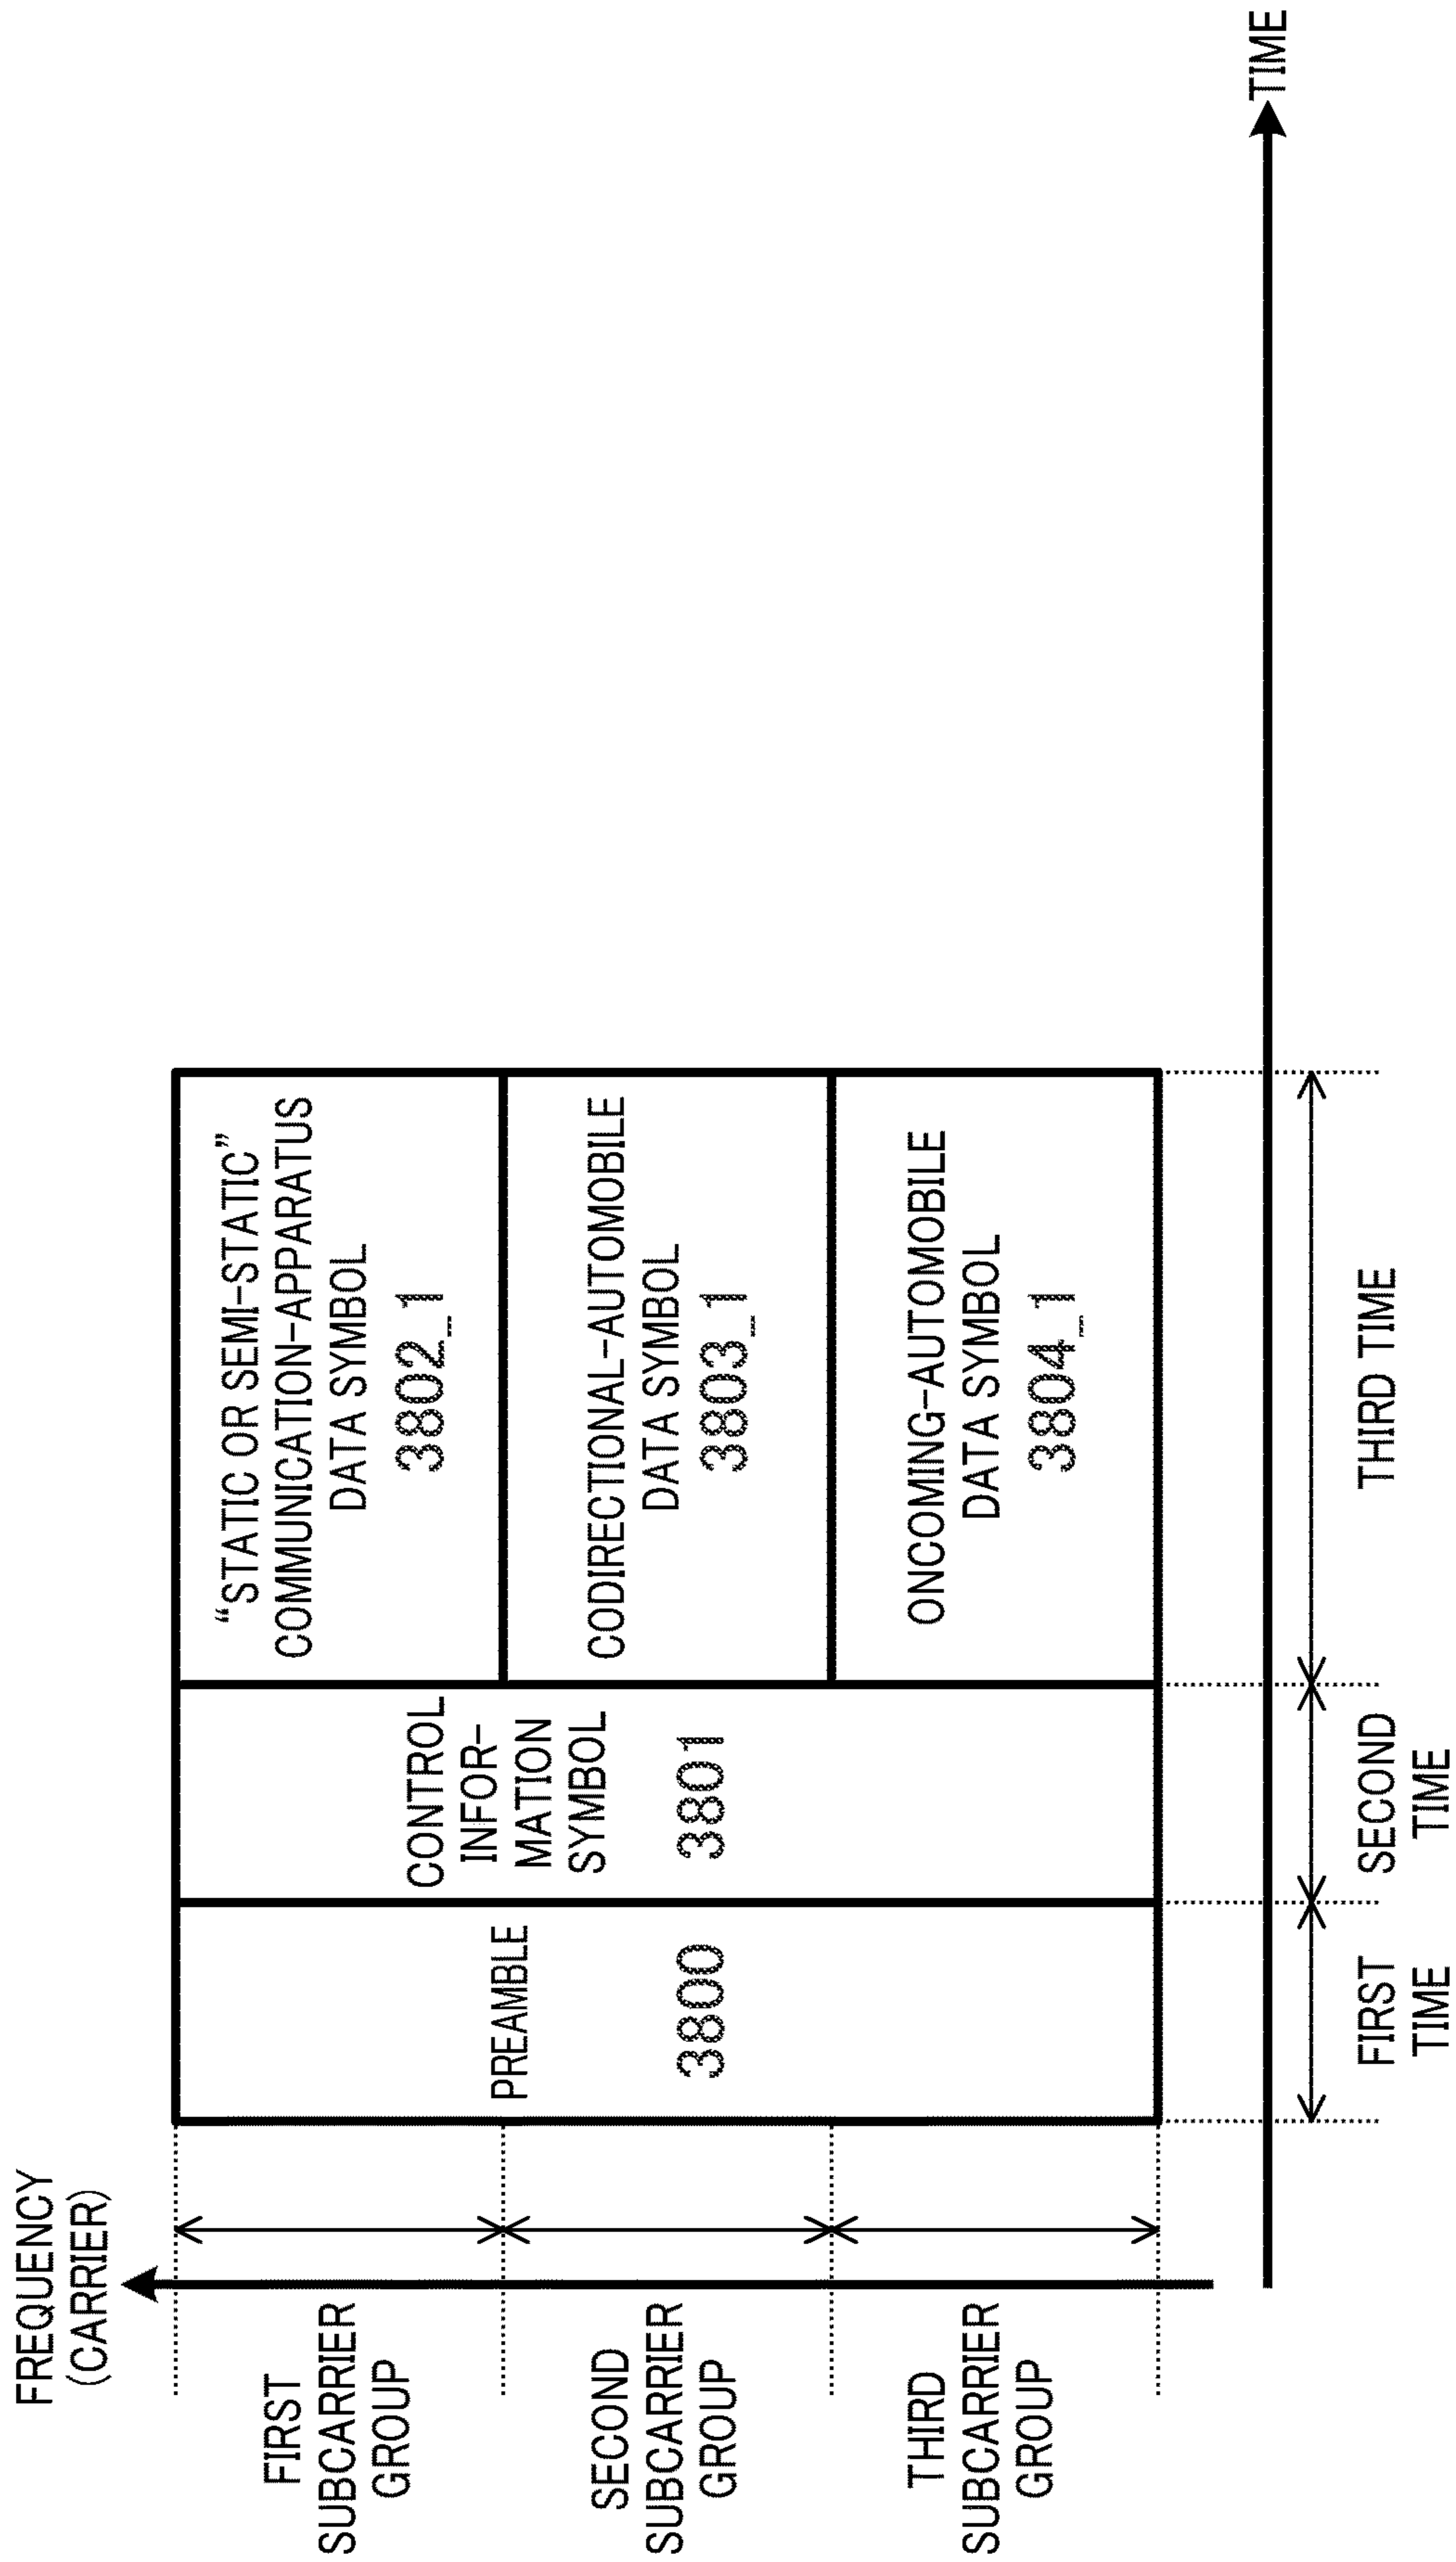 FREQUENCY
(CARRIER)
FIRST
SUBCARRIER
GROUP
SECOND
SUBCARRIER
GROUP
THIRD
SUBCARRIER
GROUP
PREAMBLE
3800
CONTROL
INFOR-
MATION
SYMBOL
3801
“STATIC OR SEMI-STATIC”
COMMUNICATION-APPARATUS
DATA SYMBOL
3802_1
CODIRECTIONAL-AUTOMOBILE
DATA SYMBOL
3803_1
ONCOMING-AUTOMOBILE
DATA SYMBOL
3804_1
TIME
FIRST
TIME
SECOND
TIME
THIRD TIME